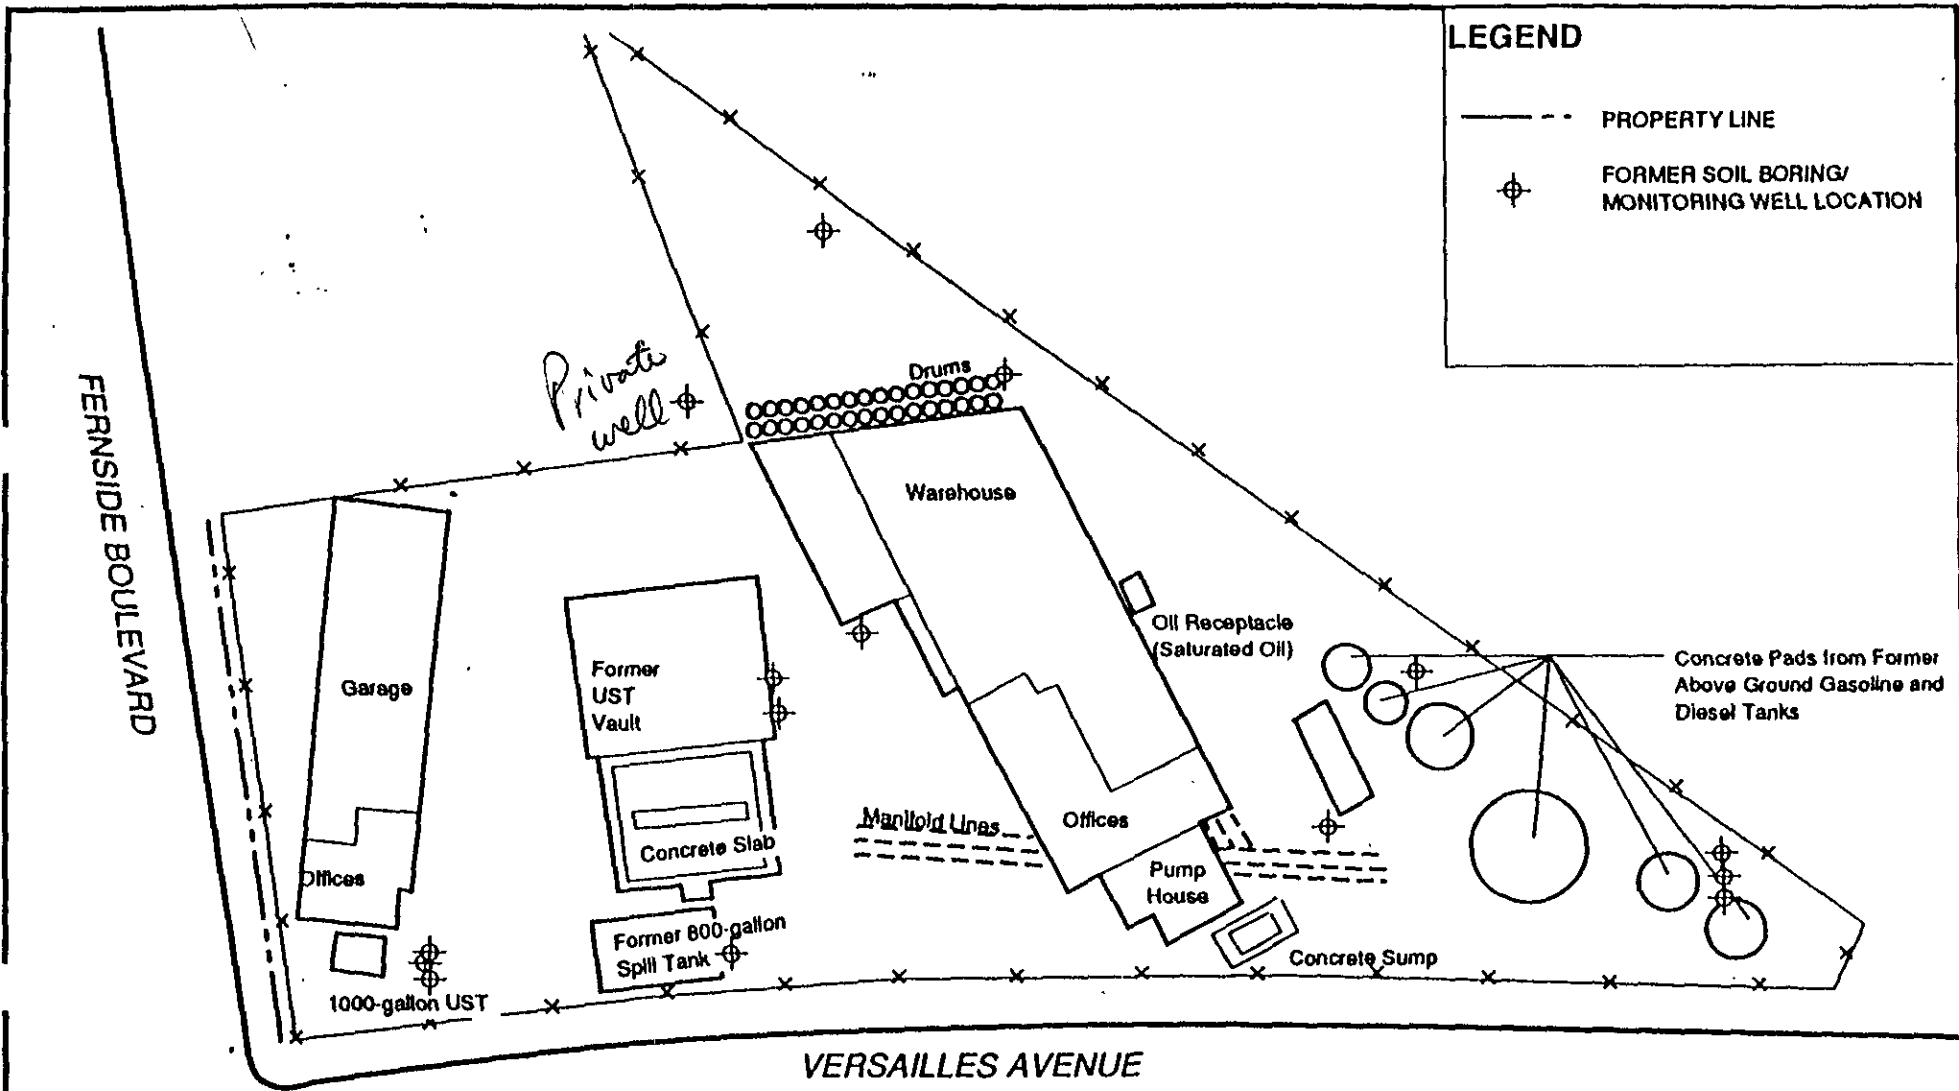 LEGEND
PROPERTY LINE
FORMER SOIL BORING/
MONITORING WELL LOCATION
Private
well
Drums
FERNSIDE BOULEVARD
Warehouse
Oil Receptacle
(Saturated Oil)
Former
UST
Vault
Garage
Concrete Pads from Former
Above Ground Gasoline and
Diesel Tanks
Manifold Lines
Offices
Concrete Slab
Offices
Pump
House
Former 800-gallon
Spill Tank
Concrete Sump
1000-gallon UST
VERSAILLES AVENUE